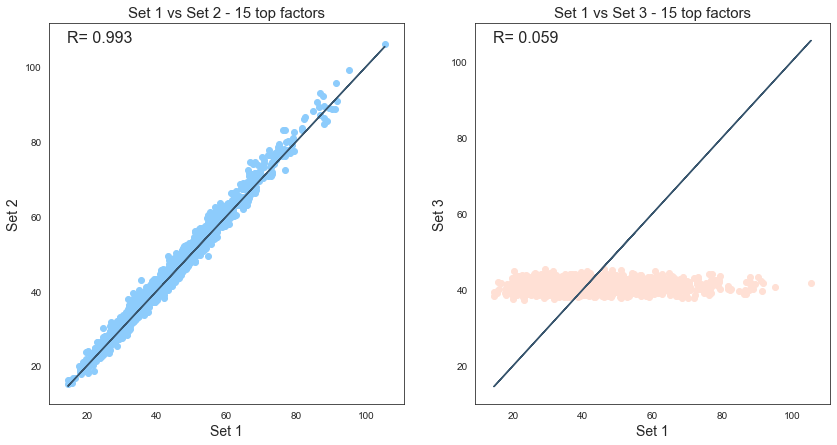 Set 1 vs Set 2 - 15 top factors
R= 0.993
100
80
60
40
20
Set 2
20 40 60 80 100
Set 1
Set 1 vs Set 3 - 15 top factors
R= 0.059
100
80
60
40
20
Set 3
20 40 60 80 100
Set 1